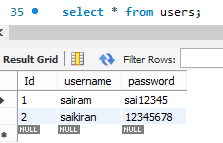 35 select * from users;
Result Grid Filter Rows:
Id username password
1 sairam sai12345
2 saikiran 12345678
NULL NULL NULL